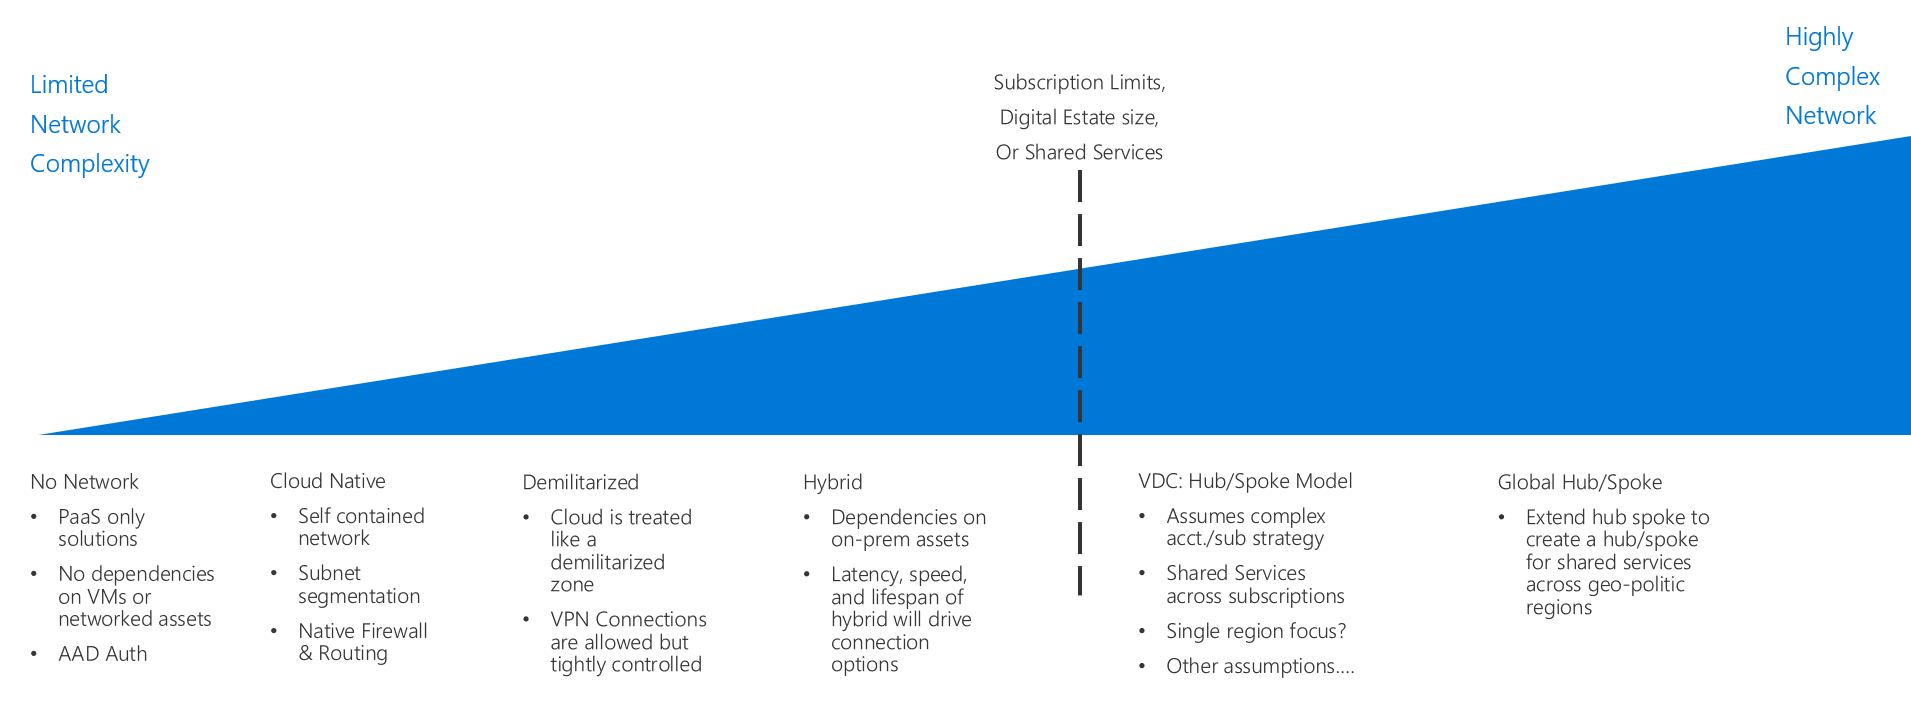 Limited
Network
Complexity
Subscription Limits,
Digital Estate size,
Or Shared Services
Highly
Complex
Network
No Network
• PaaS only
solutions
• No dependencies
on VMs or
networked assets
• AAD Auth
Cloud Native
• Self contained
network
• Subnet
segmentation
• Native Firewall
& Routing
Demilitarized
• Cloud is treated
like a
demilitarized
zone
• VPN Connections
are allowed but
tightly controlled
Hybrid
• Dependencies on
on-prem assets
• Latency, speed,
and lifespan of
hybrid will drive
connection
options
VDC: Hub/Spoke Model
• Assumes complex
acct./sub strategy
• Shared Services
across subscriptions
• Single region focus?
• Other assumptions....
Global Hub/Spoke
• Extend hub spoke to
create a hub/spoke
for shared services
across geo-politic
regions